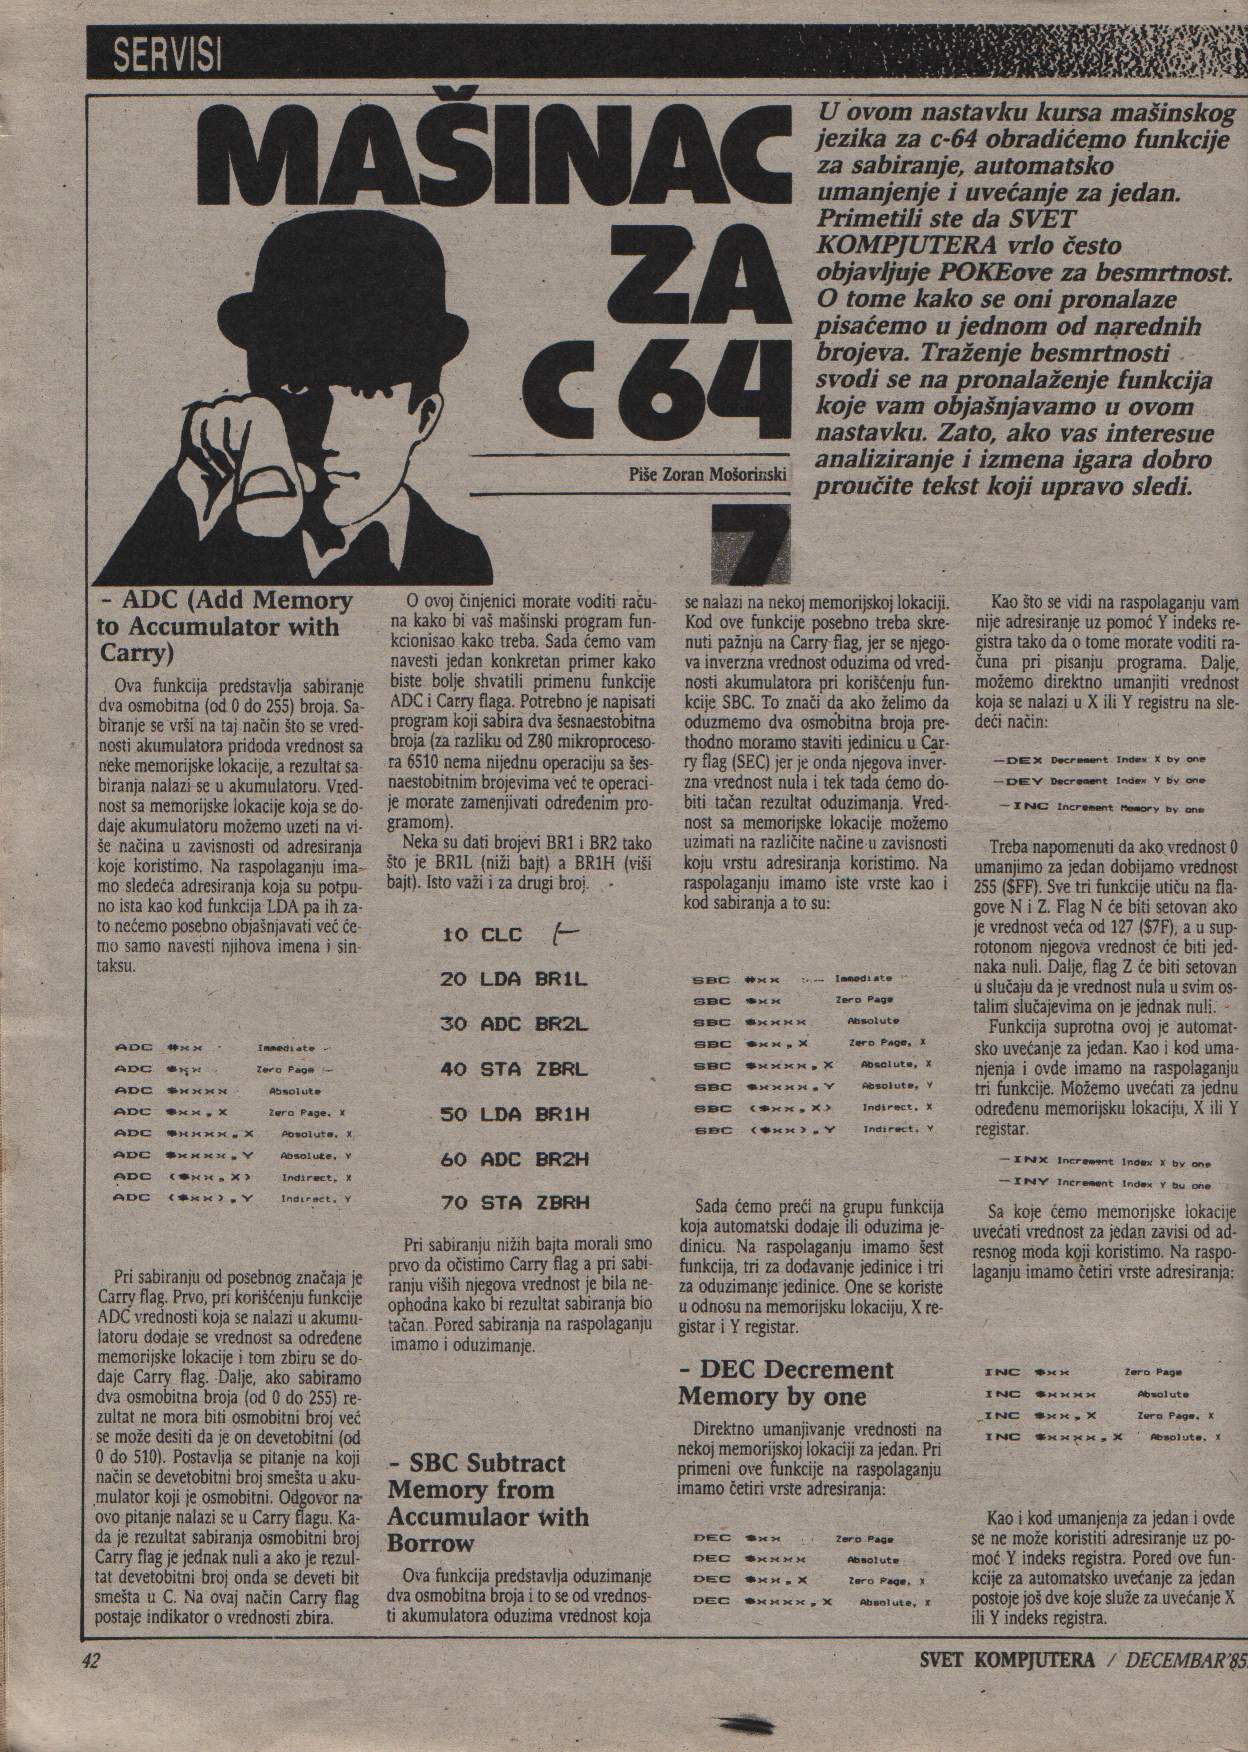 SERVISI
MAŠINAC
ZA
C 64
Piše Zoran Mošorinski
7
U ovom nastavku kursa mašinskog
jezika za c-64 obradićemo funkcije
za sabiranje, automatsko
umanjenje i uvećanje za jedan.
Primetili ste da SVET
KOMPJUTERA vrlo često
objavljuje POKEove za besmrtnost.
O tome kako se oni pronalaze
pisaćemo u jednom od narednih
brojeva. Traženje besmrtnosti
svodi se na pronalaženje funkcija
koje vam objašnjavamo u ovom
nastavku. Zato, ako vas interesue
analiziranje i izmena igara dobro
proučite tekst koji upravo sledi.
– ADC (Add Memory
to Accumulator with
Carry)
Ova funkcija predstavlja sabiranje
dva osmobitna (od 0 do 255) broja. Sa-
biranje se vrši na taj način što se vred-
nosti akumulatora pridoda vrednost sa
neke memorijske lokacije, a rezultat sa-
biranja nalazi se u akumulatoru. Vred-
nost sa memorijske lokacije koja se do-
daje akumulatoru možemo uzeti na vi-
še načina u zavisnosti od adresiranja
koje koristimo. Na raspolaganju ima-
mo sledeća adresiranja koja su potpu-
no ista kao kod funkcija LDA pa ih za-
to nećemo posebno objašnjavati već će-
mo samo navesti njihova imena i sin-
taksu.
ADC #xx Immediate
ADC $xx Zero Page
ADC $xxxx Absolute
ADC $xx,X Zero Page, X
ADC $xxxx,X Absolute, X
ADC $xxxx,Y Absolute, Y
ADC ($xx,X) Indirect, X
ADC ($xx),Y Indirect, Y
Pri sabiranju od posebnog značaja je
Carry flag. Prvo, pri korišćenju funkcije
ADC vrednosti koja se nalazi u akumu-
latoru dodaje se vrednost sa određene
memorijske lokacije i tom zbiru se do-
daje Carry flag. Dalje, ako sabiramo
dva osmobitna broja (od 0 do 255) re-
zultat ne mora biti osmobitni broj već
se može desiti da je on devetobitni (od
0 do 510). Postavlja se pitanje na koji
način se devetobitni broj smešta u aku-
mulator koji je osmobitni. Odgovor na
ovo pitanje nalazi se u Carry flagu. Ka-
da je rezultat sabiranja osmobitni broj
Carry flag je jednak nuli a ako je rezul-
tat devetobitni broj onda se deveti bit
smešta u C. Na ovaj način Carry flag
postaje indikator o vrednosti zbira.
O ovoj činjenici morate voditi raču-
na kako bi vaš mašinski program fun-
kcionisao kako treba. Sada ćemo vam
navesti jedan konkretan primer kako
biste bolje shvatili primenu funkcije
ADC i Carry flaga. Potrebno je napisati
program koji sabira dva šesnaestobitna
broja (za razliku od Z80 mikroproceso-
ra 6510 nema nijednu operaciju sa šes-
naestobitnim brojevima već te operaci-
je morate zamenjivati određenim pro-
gramom).
Neka su dati brojevi BR1 i BR2 tako
što je BR1L (niži bajt) a BR1H (viši
bajt). Isto važi i za drugi broj.
10 CLC
20 LDA BR1L
30 ADC BR2L
40 STA ZBRL
50 LDA BR1H
60 ADC BR2H
70 STA ZBRH
Pri sabiranju nižih bajta morali smo
prvo da očistimo Carry flag a pri sabi-
ranju viših njegova vrednost je bila ne-
ophodna kako bi rezultat sabiranja bio
tačan. Pored sabiranja na raspolaganju
imamo i oduzimanje.
– SBC Subtract
Memory from
Accumulaor with
Borrow
Ova funkcija predstavlja oduzimanje
dva osmobitna broja i to se od vrednos-
ti akumulatora oduzima vrednost koja
se nalazi na nekoj memorijskoj lokaciji.
Kod ove funkcije posebno treba skre-
nuti pažnju na Carry flag, jer se njego-
va inverzna vrednost oduzima od vred-
nosti akumulatora pri korišćenju fun-
kcije SBC. To znači da ako želimo da
oduzmemo dva osmobitna broja pre-
thodno moramo staviti jedinicu u Car-
ry flag (SEC) jer je onda njegova inver-
zna vrednost nula i tek tada ćemo do-
biti tačan rezultat oduzimanja. Vred-
nost sa memorijske lokacije možemo
uzimati na različite načine u zavisnosti
koju vrstu adresiranja koristimo. Na
raspolaganju imamo iste vrste kao i
kod sabiranja a to su:
SBC #xx Immediate
SBC $xx Zero Page
SBC $xxxx Absolute
SBC $xx,X Zero Page, X
SBC $xxxx,X Absolute, X
SBC $xxxx,Y Absolute, Y
SBC ($xx,X) Indirect, X
SBC ($xx),Y Indirect, Y
Sada ćemo preći na grupu funkcija
koja automatski dodaje ili oduzima je-
dinicu. Na raspolaganju imamo šest
funkcija, tri za dodavanje jedinice i tri
za oduzimanje jedinice. One se koriste
u odnosu na memorijsku lokaciju, X re-
gistar i Y registar.
– DEC Decrement
Memory by one
Direktno umanjivanje vrednosti na
nekoj memorijskoj lokaciji za jedan. Pri
primeni ove funkcije na raspolaganju
imamo četiri vrste adresiranja:
DEC $xx Zero Page
DEC $xxxx Absolute
DEC $xx,X Zero Page, X
DEC $xxxx,X Absolute, X
Kao što se vidi na raspolaganju vam
nije adresiranje uz pomoć Y indeks re-
gistra tako da o tome morate voditi ra-
čuna pri pisanju programa. Dalje,
možemo direktno umanjiti vrednost
koja se nalazi u X ili Y registru na sle-
deći način:
–DEX Decrement Index X by one
–DEY Decrement Index Y by one
–INC Increment Memory by one
Treba napomenuti da ako vrednost 0
umanjimo za jedan dobijamo vrednost
255 ($FF). Sve tri funkcije utiču na fla-
gove N i Z. Flag N će biti setovan ako
je vrednost veća od 127 ($7F), a u sup-
rotonom njegova vrednost će biti jed-
naka nuli. Dalje, flag Z će biti setovan
u slučaju da je vrednost nula u svim os-
talim slučajevima on je jednak nuli.
Funkcija suprotna ovoj je automat-
sko uvećanje za jedan. Kao i kod uma-
njenja i ovde imamo na raspolaganju
tri funkcije. Možemo uvećati za jednu
određenu memorijsku lokaciju, X ili Y
registar.
–INX Increment Index X by one
–INY Increment Index Y bu one
Sa koje ćemo memorijske lokacije
uvećati vrednost za jedan zavisi od ad-
resnog moda koji koristimo. Na raspo-
laganju imamo četiri vrste adresiranja:
INC $xx Zero Page
INC $xxxx Absolute
INC $xx,X Zero Page, X
INC $xxxx,X Absolute, X
Kao i kod umanjenja za jedan i ovde
se ne može koristiti adresiranje uz po-
moć Y indeks registra. Pored ove fun-
kcije za automatsko uvećanje za jedan
postoje još dve koje služe za uvećanje X
ili Y indeks registra.
42
SVET KOMPJUTERA / DECEMBAR'85.